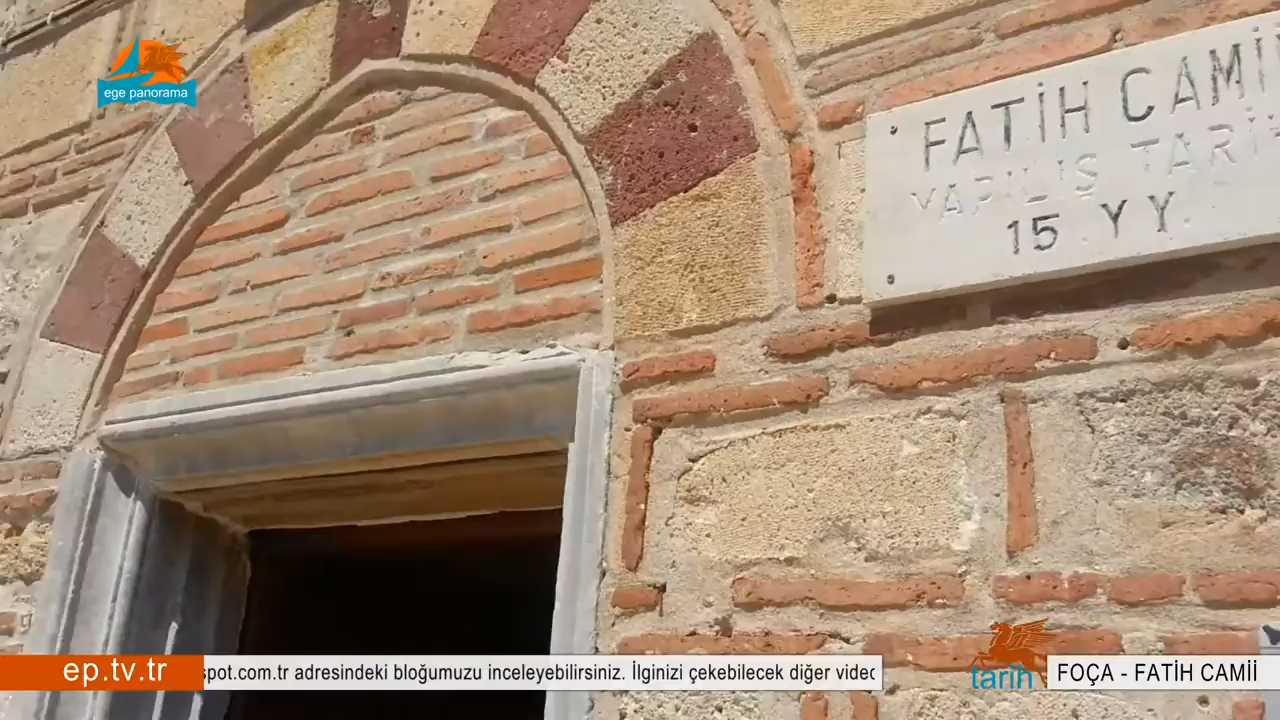 ege panorama
FATİH CAMİİ
YAPILIŞ TARİH
15 YY.
ep.tv.tr
spot.com.tr adresindeki bloğumuzu inceleyebilirsiniz. İlginizi çekebilecek diğer video
tarih
FOÇA - FATİH CAMİİ